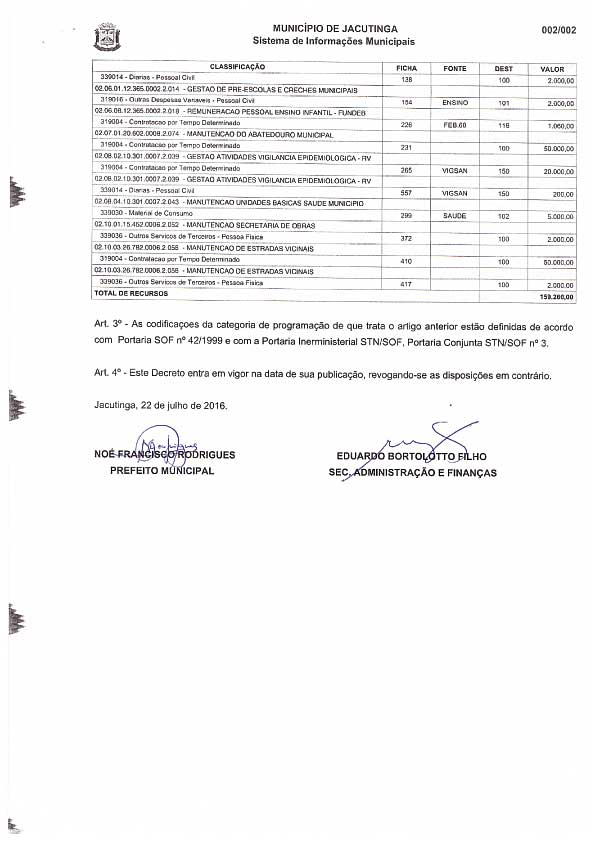 MUNICÍPIO DE JACUTINGA 002/002
Sistema de Informações Municipais
CLASSIFICAÇÃO FICHA FONTE DEST VALOR
339014 - Diarias - Pessoal Civil 138 100 2.000,00
02.06.01.12.365.0002.2.014 - GESTAO DE PRE-ESCOLAS E CRECHES MUNICIPAIS
319016 - Outras Despesas Variaveis - Pessoal Civil 154 ENSINO 101 2.000,00
02.06.06.12.365.0002.2.018 - REMUNERACAO PESSOAL ENSINO INFANTIL - FUNDEB
319004 - Contratacao por Tempo Determinado 226 FEB.60 118 1.060,00
02.07.01.20.602.0008.2.074 - MANUTENCAO DO ABATEDOURO MUNICIPAL
319004 - Contratacao por Tempo Determinado 231 100 50.000,00
02.08.02.10.301.0007.2.039 - GESTAO ATIVIDADES VIGILANCIA EPIDEMIOLOGICA - RV
319004 - Contratacao por Tempo Determinado 265 VIGSAN 150 20.000,00
02.08.02.10.301.0007.2.039 - GESTAO ATIVIDADES VIGILANCIA EPIDEMIOLOGICA - RV
339014 - Diarias - Pessoal Civil 557 VIGSAN 150 200,00
02.08.04.10.301.0007.2.043 - MANUTENCAO UNIDADES BASICAS SAUDE MUNICIPIO
339030 - Material de Consumo 299 SAUDE 102 5.000,00
02.10.01.15.452.0006.2.052 - MANUTENCAO SECRETARIA DE OBRAS
339036 - Outros Servicos de Terceiros - Pessoa Fisica 372 100 2.000,00
02.10.03.26.782.0006.2.056 - MANUTENCAO DE ESTRADAS VICINAIS
319004 - Contratacao por Tempo Determinado 410 100 50.000,00
02.10.03.26.782.0006.2.056 - MANUTENCAO DE ESTRADAS VICINAIS
339036 - Outros Servicos de Terceiros - Pessoa Fisica 417 100 2.000,00
TOTAL DE RECURSOS 159.260,00
Art. 3º - As codificaçoes da categoria de programação de que trata o artigo anterior estão definidas de acordo
com Portaria SOF nº 42/1999 e com a Portaria Inerministerial STN/SOF, Portaria Conjunta STN/SOF nº 3.
Art. 4º - Este Decreto entra em vigor na data de sua publicação, revogando-se as disposições em contrário.
Jacutinga, 22 de julho de 2016.
NOÉ FRANCISCO RODRIGUES EDUARDO BORTOLOTTO FILHO
PREFEITO MUNICIPAL SEC. ADMINISTRAÇÃO E FINANÇAS